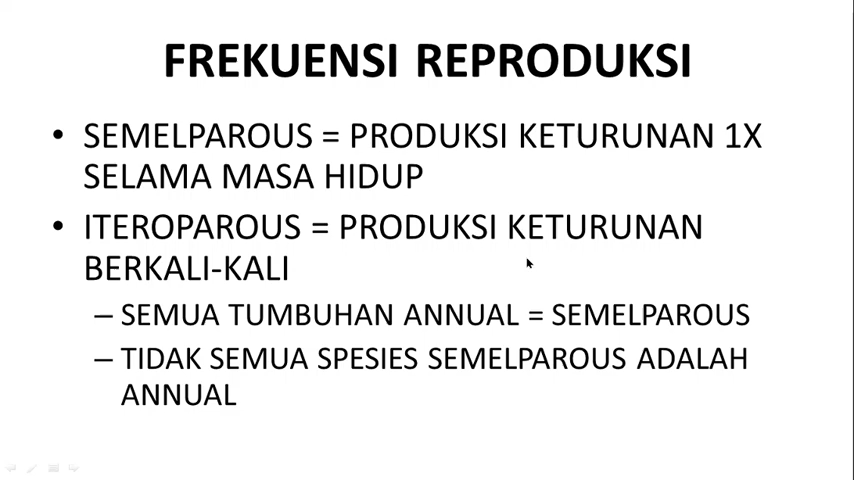 FREKUENSI REPRODUKSI
• SEMELPAROUS = PRODUKSI KETURUNAN 1X
SELAMA MASA HIDUP
• ITEROPAROUS = PRODUKSI KETURUNAN
BERKALI-KALI
– SEMUA TUMBUHAN ANNUAL = SEMELPAROUS
– TIDAK SEMUA SPESIES SEMELPAROUS ADALAH
ANNUAL